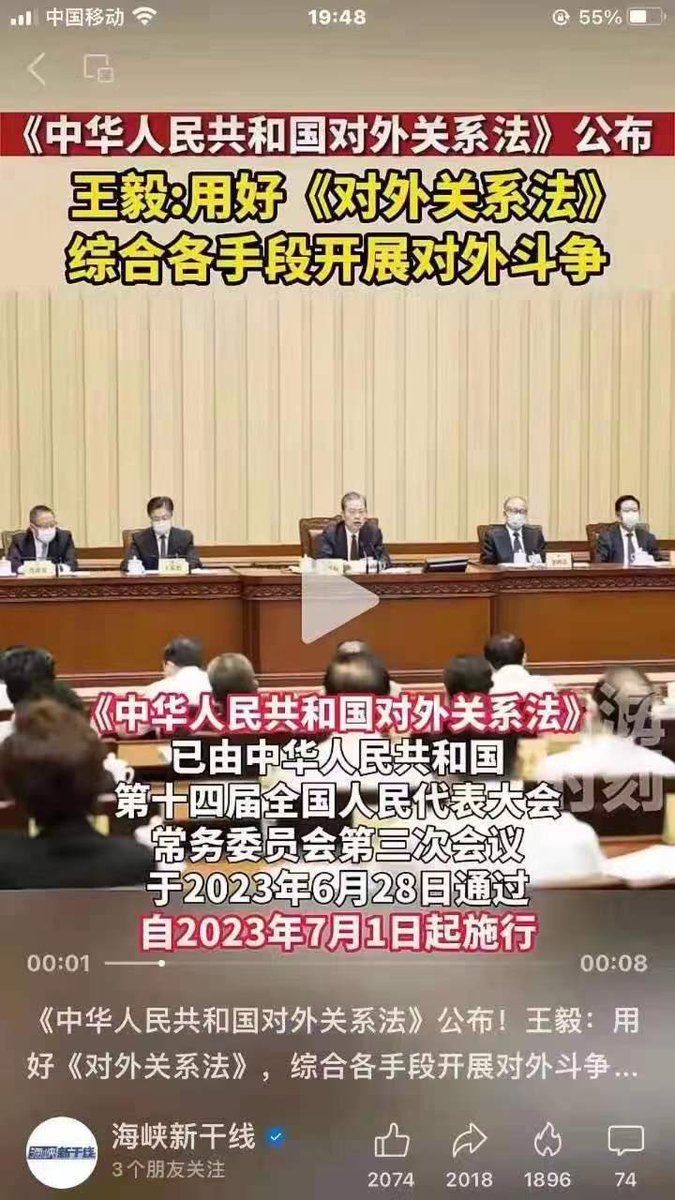 中国移动
19:48
55%
《中华人民共和国对外关系法》公布
王毅:用好《对外关系法》
综合各手段开展对外斗争
《中华人民共和国对外关系法》
已由中华人民共和国
第十四届全国人民代表大会
常务委员会第三次会议
于2023年6月28日通过
自2023年7月1日起施行
海
时刻
00:01
00:08
《中华人民共和国对外关系法》公布！王毅：用
好《对外关系法》，综合各手段开展对外斗争...
海峡新干线
海峡新干线
3个朋友关注
2074
2018
1896
74